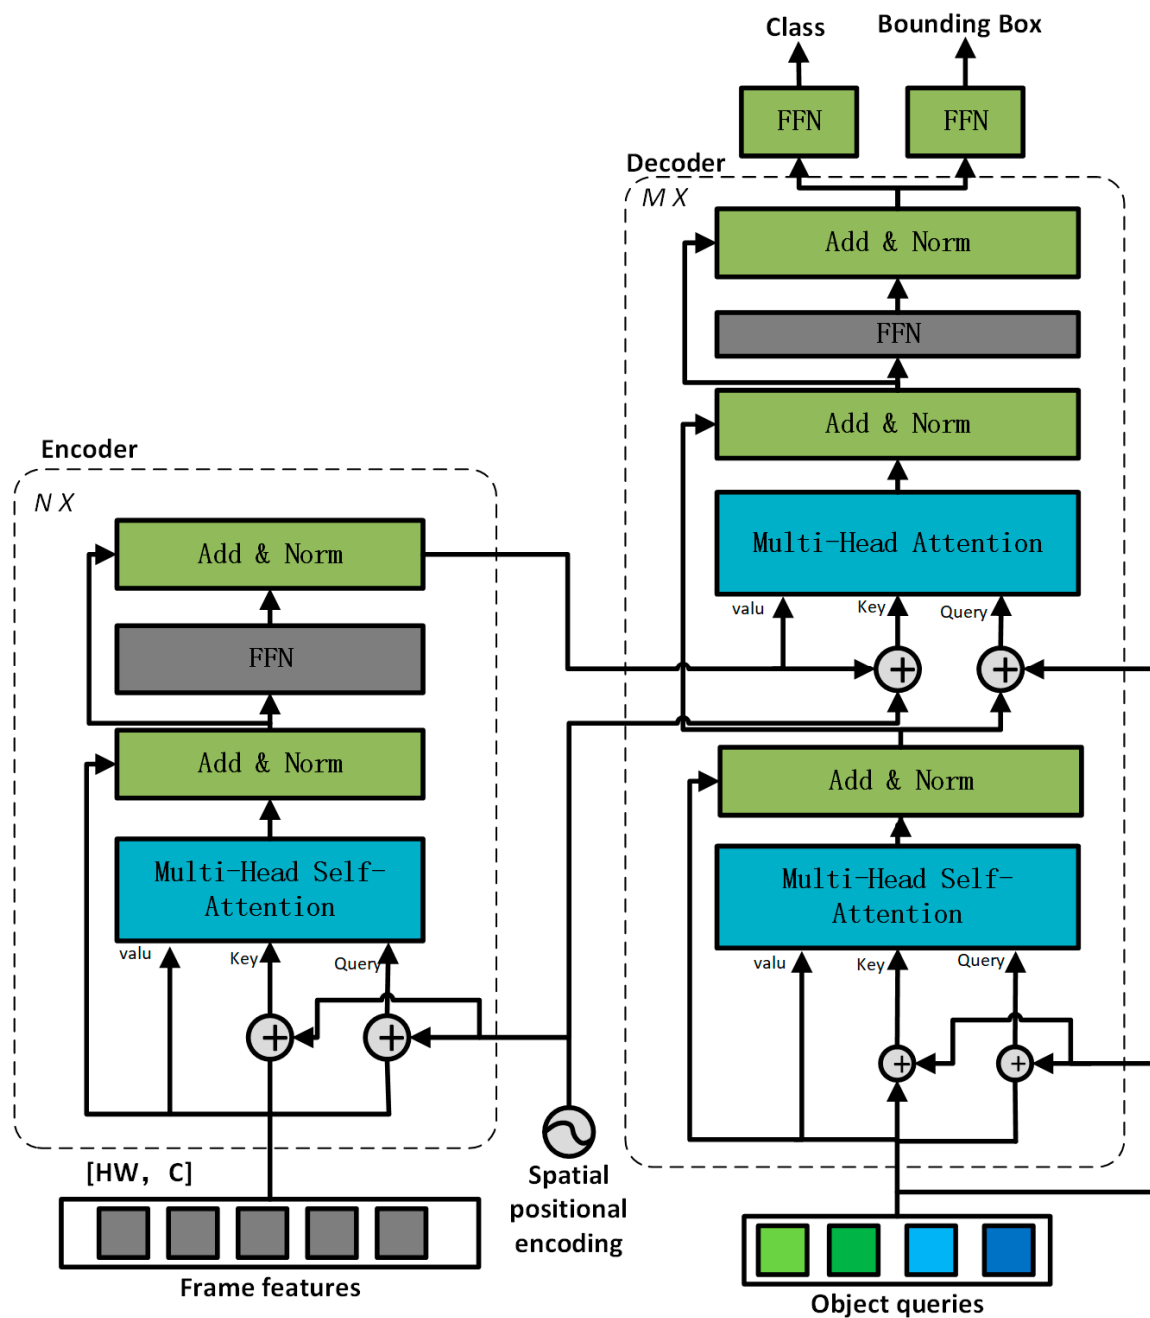 Class
Bounding Box
FFN
FFN
Decoder
M X
Add & Norm
FFN
Add & Norm
Multi-Head Attention
valu
Key
Query
Add & Norm
Multi-Head Self-
Attention
valu
Key
Query
Encoder
N X
Add & Norm
FFN
Add & Norm
Multi-Head Self-
Attention
valu
Key
Query
[HW, C]
Frame features
Spatial
positional
encoding
Object queries